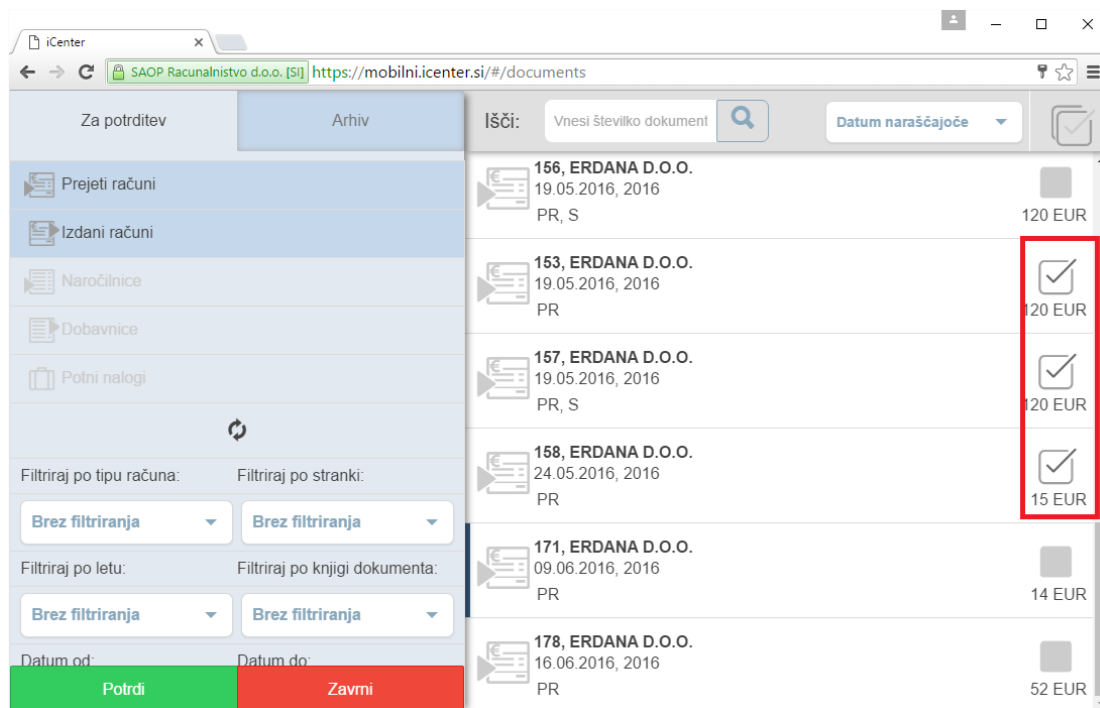 iCenter
SAOP Racunalnistvo d.o.o. [SI] https://mobilni.icenter.si/#/documents
Za potrditev
Arhiv
Prejeti računi
Izdani računi
Naročilnice
Dobavnice
Potni nalogi
Filtriraj po tipu računa:
Filtriraj po stranki:
Brez filtriranja
Brez filtriranja
Filtriraj po letu:
Filtriraj po knjigi dokumenta:
Brez filtriranja
Brez filtriranja
Datum od:
Datum do:
Potrdi
Zavrni
Išči:
Vnesi številko dokument
Datum naraščajoče
156, ERDANA D.O.O.
19.05.2016, 2016
PR, S
120 EUR
153, ERDANA D.O.O.
19.05.2016, 2016
PR
120 EUR
157, ERDANA D.O.O.
19.05.2016, 2016
PR, S
120 EUR
158, ERDANA D.O.O.
24.05.2016, 2016
PR
15 EUR
171, ERDANA D.O.O.
09.06.2016, 2016
PR
14 EUR
178, ERDANA D.O.O.
16.06.2016, 2016
PR
52 EUR